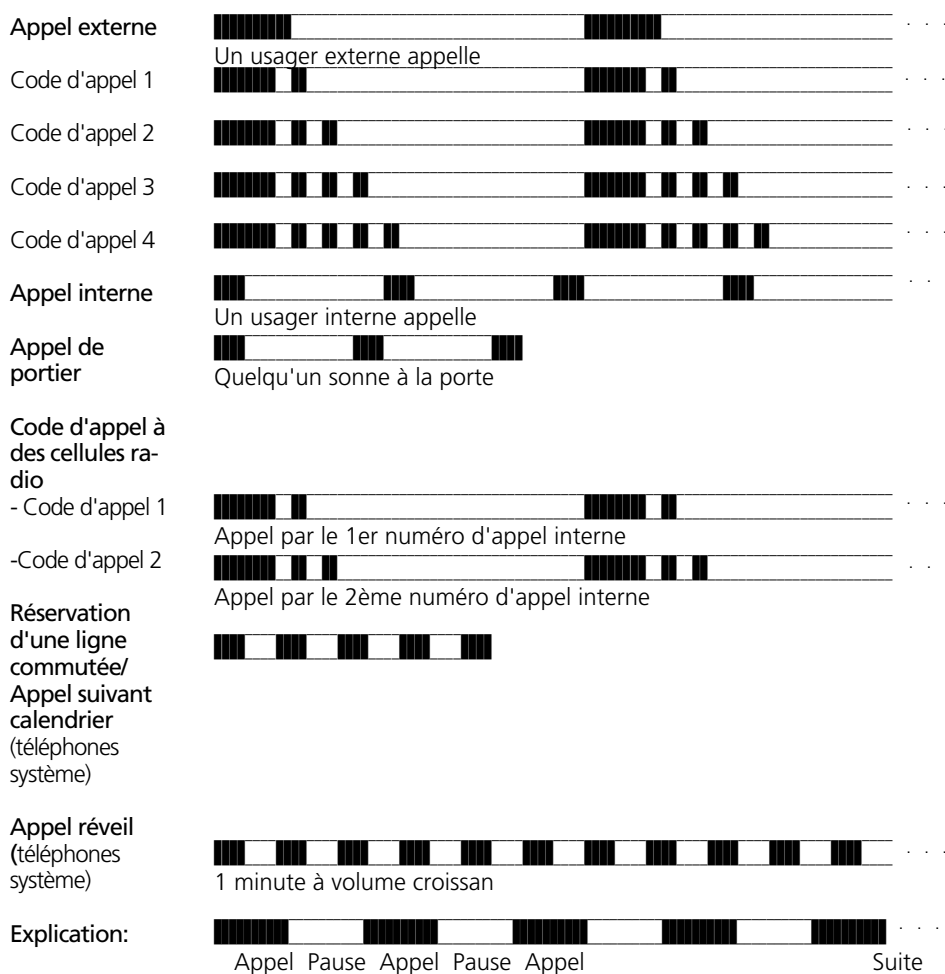 Appel externe
Un usager externe appelle
Code d'appel 1
Code d'appel 2
Code d'appel 3
Code d'appel 4
Appel interne
Un usager interne appelle
Appel de
portier
Quelqu'un sonne à la porte
Code d'appel à
des cellules ra-
dio
- Code d'appel 1
Appel par le 1er numéro d'appel interne
-Code d'appel 2
Appel par le 2ème numéro d'appel interne
Réservation
d'une ligne
commutée/
Appel suivant
calendrier
(téléphones
système)
Appel réveil
(téléphones
système)
1 minute à volume croissan
Explication:
Appel Pause Appel Pause Appel Suite